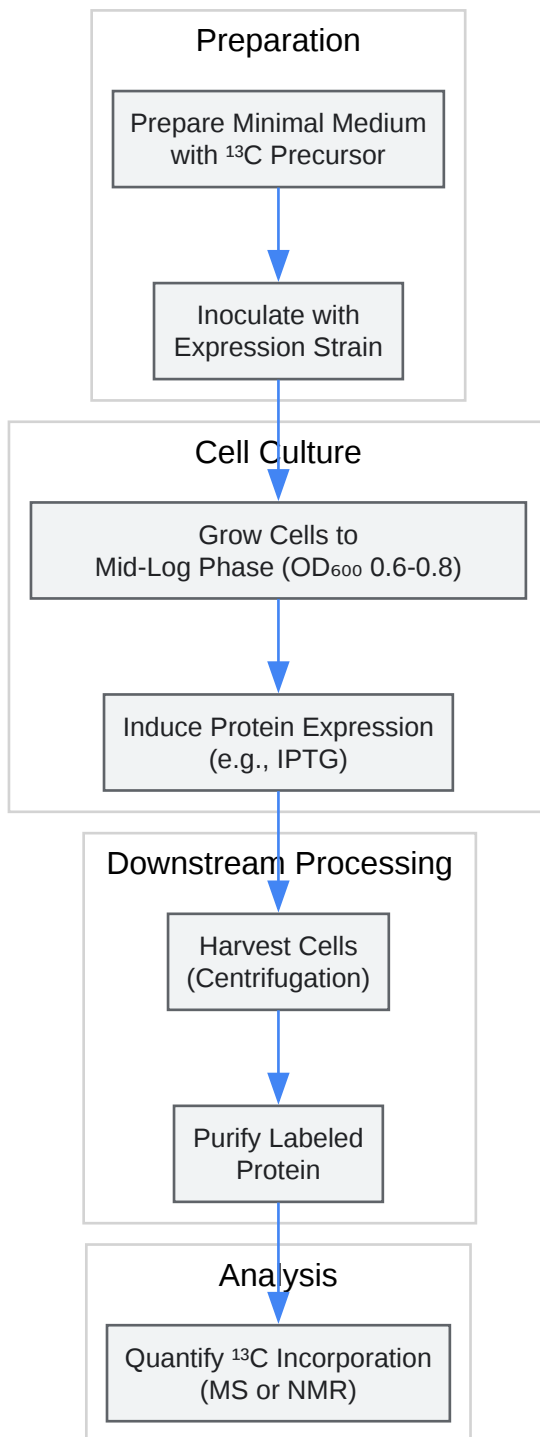 Preparation
Prepare Minimal Medium
with ¹³C Precursor
Inoculate with
Expression Strain
Cell Culture
Grow Cells to
Mid-Log Phase (OD₆₀₀ 0.6-0.8)
Induce Protein Expression
(e.g., IPTG)
Downstream Processing
Harvest Cells
(Centrifugation)
Purify Labeled
Protein
Analysis
Quantify ¹³C Incorporation
(MS or NMR)